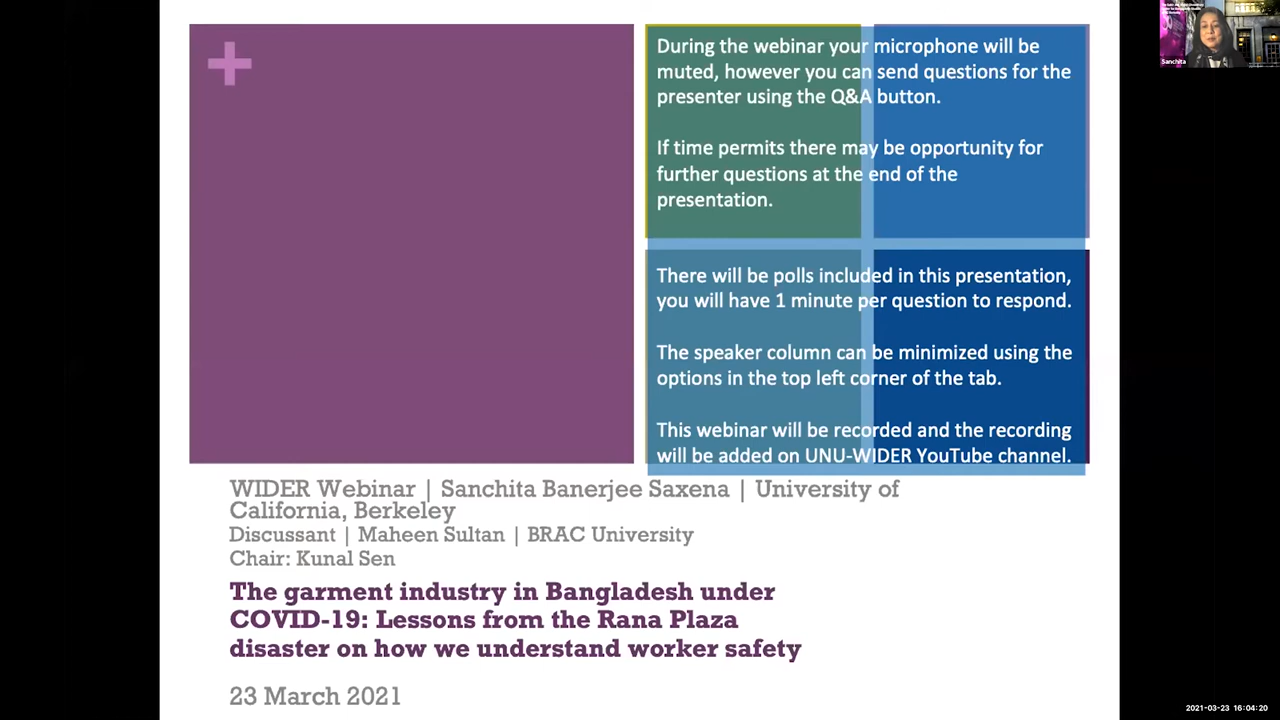 During the webinar your microphone will be
muted, however you can send questions for the
presenter using the Q&A button.
If time permits there may be opportunity for
further questions at the end of the
presentation.
There will be polls included in this presentation,
you will have 1 minute per question to respond.
The speaker column can be minimized using the
options in the top left corner of the tab.
This webinar will be recorded and the recording
will be added on UNU-WIDER YouTube channel.
WIDER Webinar | Sanchita Banerjee Saxena | University of
California, Berkeley
Discussant | Maheen Sultan | BRAC University
Chair: Kunal Sen
The garment industry in Bangladesh under
COVID-19: Lessons from the Rana Plaza
disaster on how we understand worker safety
23 March 2021
Sanchita
2021-03-23 16:04:20